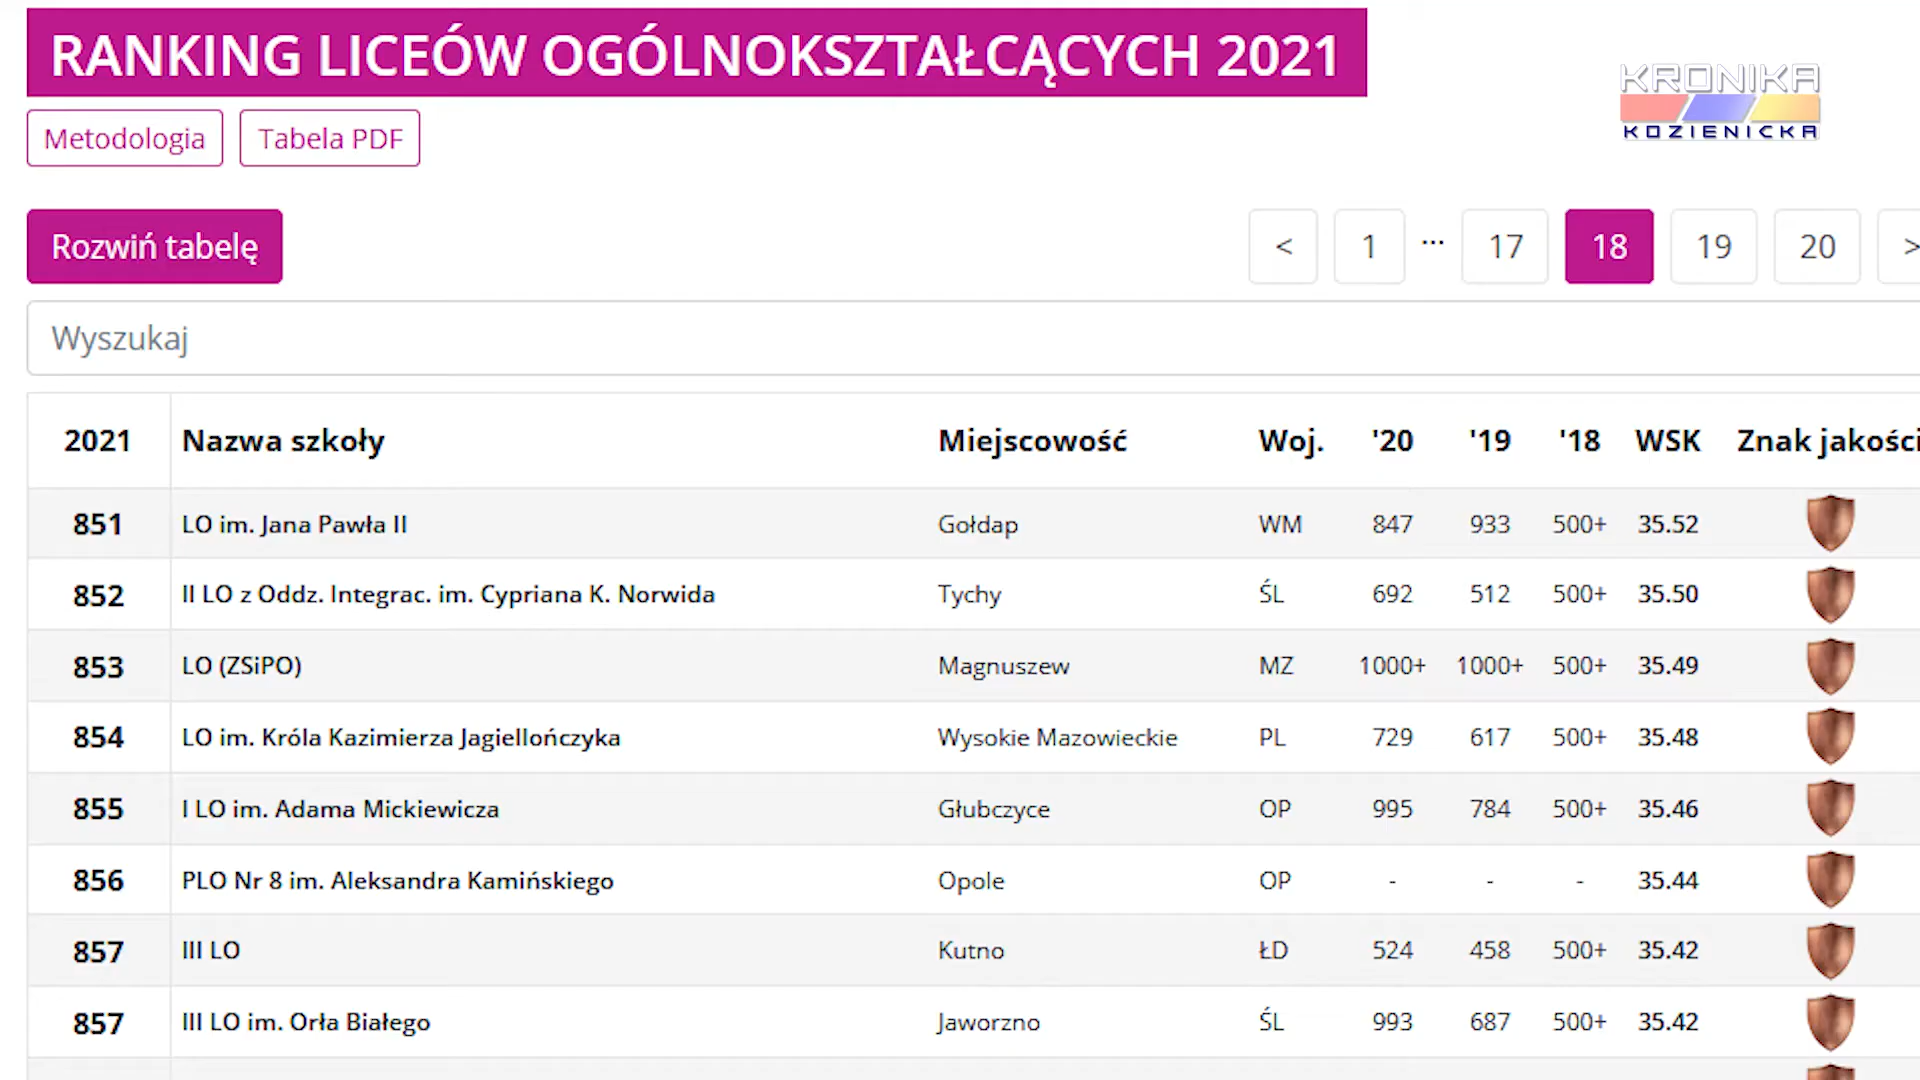 RANKING LICEÓW OGÓLNOKSZTAŁCĄCYCH 2021
KRONIKA
KOZIENICKA
Metodologia Tabela PDF
Rozwiń tabelę < 1 ... 17 18 19 20 >
Wyszukaj
2021 Nazwa szkoły Miejscowość Woj. '20 '19 '18 WSK Znak jakości
851 LO im. Jana Pawła II Gołdap WM 847 933 500+ 35.52
852 II LO z Oddz. Integrac. im. Cypriana K. Norwida Tychy ŚL 692 512 500+ 35.50
853 LO (ZSiPO) Magnuszew MZ 1000+ 1000+ 500+ 35.49
854 LO im. Króla Kazimierza Jagiellończyka Wysokie Mazowieckie PL 729 617 500+ 35.48
855 I LO im. Adama Mickiewicza Głubczyce OP 995 784 500+ 35.46
856 PLO Nr 8 im. Aleksandra Kamińskiego Opole OP - - - 35.44
857 III LO Kutno ŁD 524 458 500+ 35.42
857 III LO im. Orła Białego Jaworzno ŚL 993 687 500+ 35.42